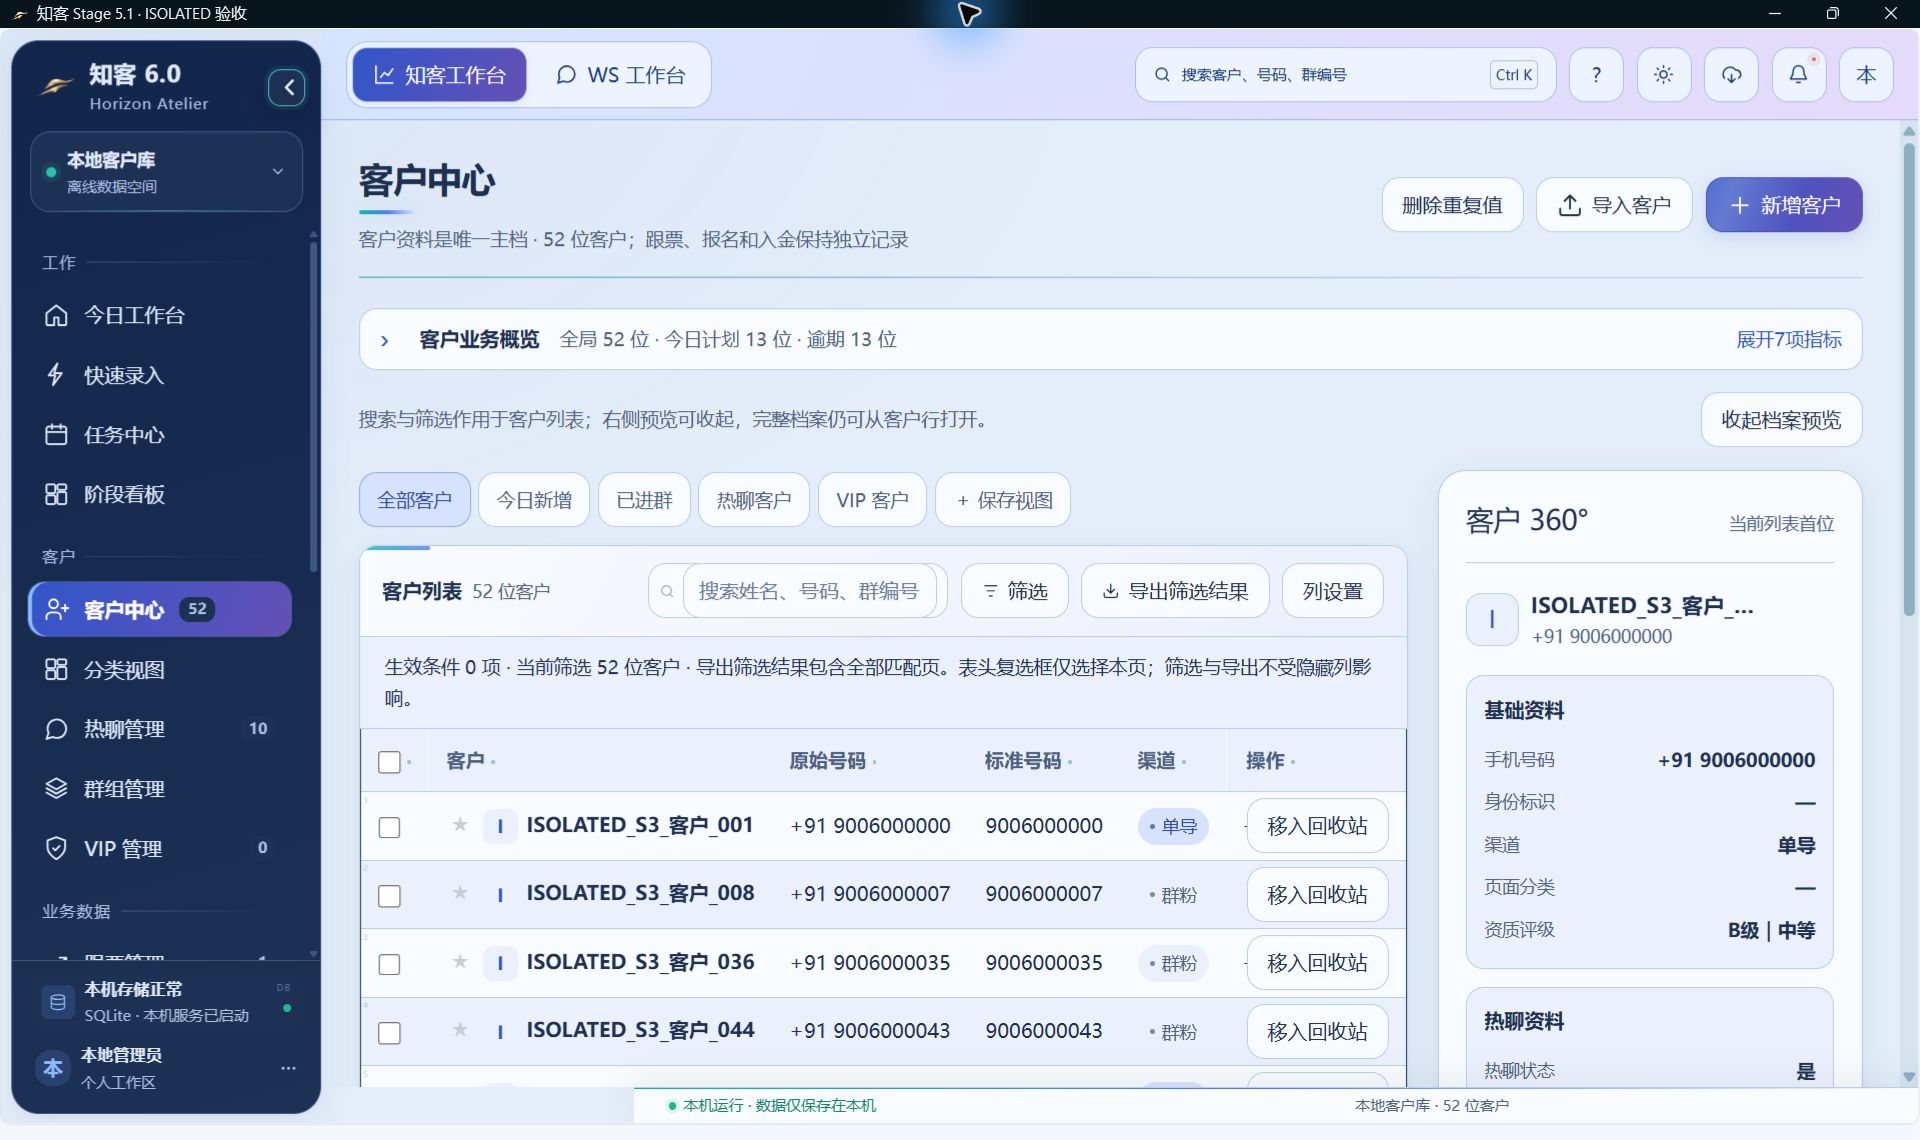 知客 Stage 5.1 · ISOLATED 验收
知客 6.0
Horizon Atelier
本地客户库
离线数据空间
工作
今日工作台
快速录入
任务中心
阶段看板
客户
客户中心 52
分类视图
热聊管理 10
群组管理
VIP 管理 0
业务数据
本机存储正常 DB
SQLite · 本机服务已启动
本 本地管理员
个人工作区
知客工作台 WS 工作台
搜索客户、号码、群编号 Ctrl K ? 本
客户中心
客户资料是唯一主档 · 52 位客户；跟票、报名和入金保持独立记录
删除重复值 导入客户 + 新增客户
› 客户业务概览 全局 52 位 · 今日计划 13 位 · 逾期 13 位 展开7项指标
搜索与筛选作用于客户列表；右侧预览可收起，完整档案仍可从客户行打开。
收起档案预览
全部客户 今日新增 已进群 热聊客户 VIP 客户 + 保存视图
客户列表 52 位客户 搜索姓名、号码、群编号 筛选 导出筛选结果 列设置
生效条件 0 项 · 当前筛选 52 位客户 · 导出筛选结果包含全部匹配页。表头复选框仅选择本页；筛选与导出不受隐藏列影
响。
客户 原始号码 标准号码 渠道 操作
1 I ISOLATED_S3_客户_001 +91 9006000000 9006000000 单导 移入回收站
2 I ISOLATED_S3_客户_008 +91 9006000007 9006000007 群粉 移入回收站
3 I ISOLATED_S3_客户_036 +91 9006000035 9006000035 群粉 移入回收站
4 I ISOLATED_S3_客户_044 +91 9006000043 9006000043 群粉 移入回收站
5
客户 360° 当前列表首位
I ISOLATED_S3_客户_...
+91 9006000000
基础资料
手机号码 +91 9006000000
身份标识 —
渠道 单导
页面分类 —
资质评级 B级 | 中等
热聊资料
热聊状态 是
本机运行 · 数据仅保存在本机 本地客户库 · 52 位客户